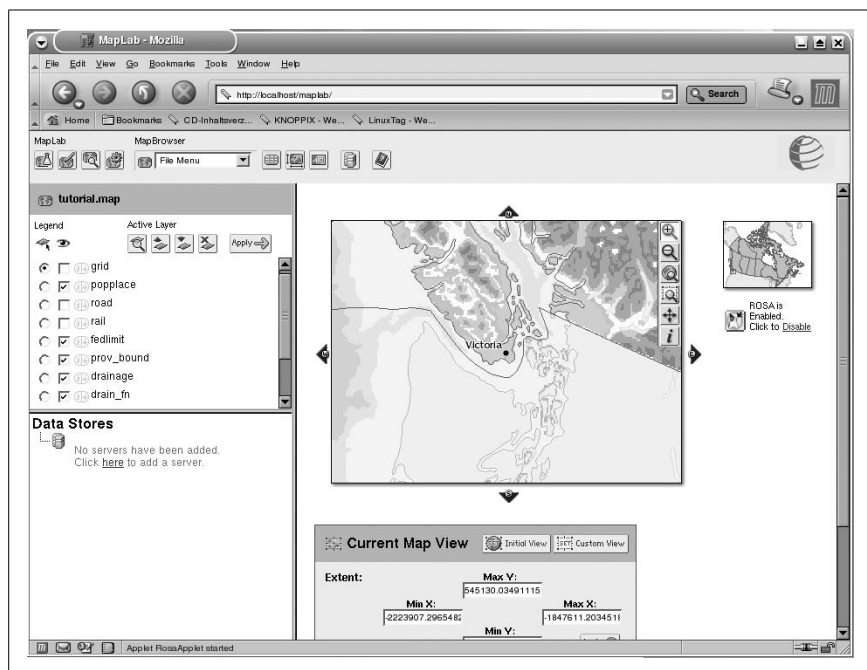 MapLab - Mozilla
File Edit View Go Bookmarks Tools Window Help
http://localhost/maplab/
Search
Home Bookmarks CD-Inhaltsverz... KNOPPIX - We... LinuxTag - We...
MapLab MapBrowser
File Menu
tutorial.map
Legend Active Layer
Apply
grid
popplace
road
rail
fedlimit
prov_bound
drainage
drain_fn
Data Stores
No servers have been added.
Click here to add a server.
N
W
E
S
Victoria
i
ROSA is
Enabled.
Click to Disable
Current Map View Initial View SET Custom View
Extent: Max Y:
545130.03491115
Min X: Max X:
-2223907.2965482 -1847611.2034518
Min Y:
Applet RosaApplet started